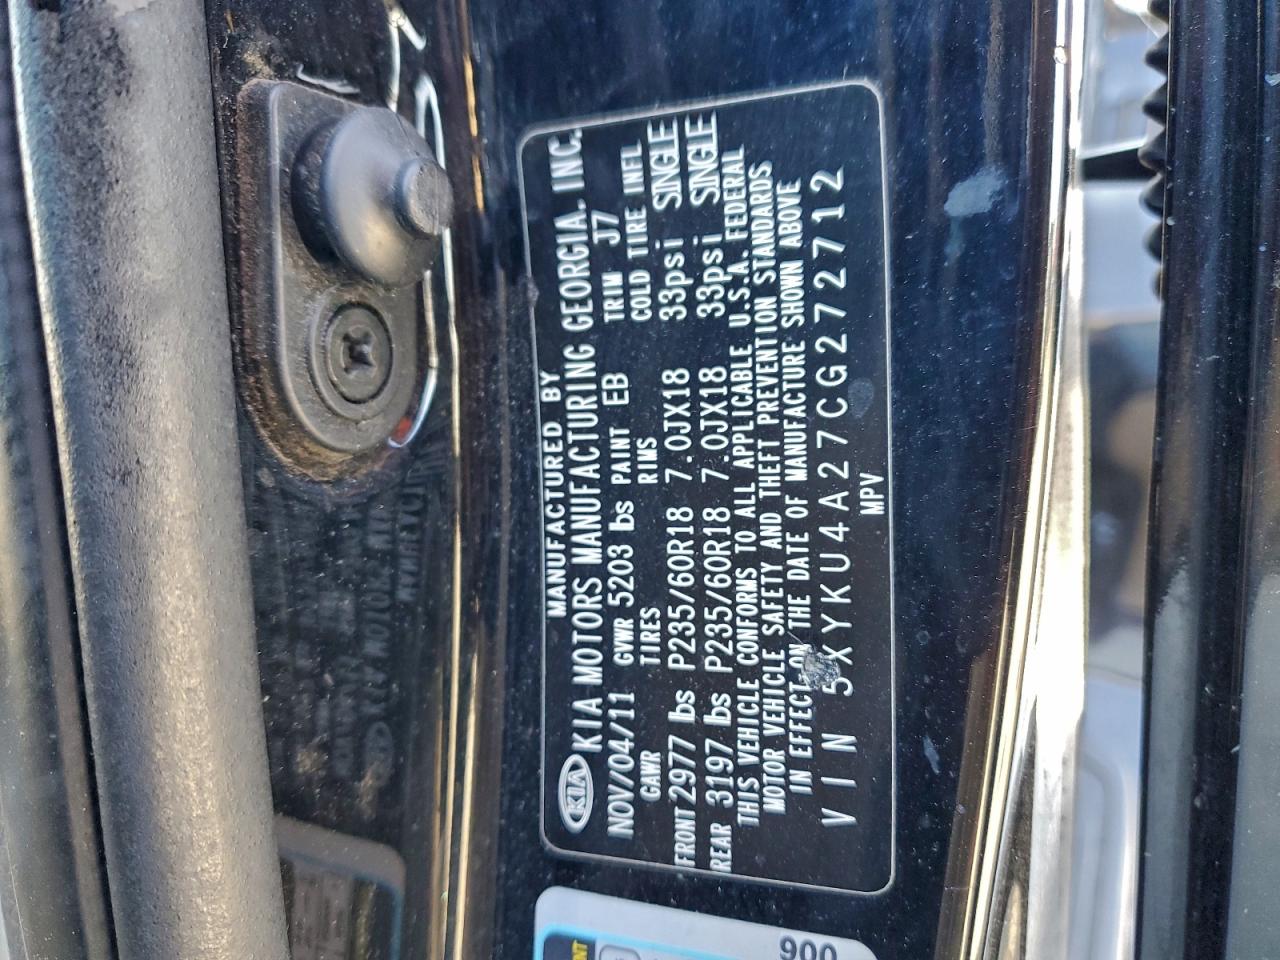 MANUFACTURED BY
KIA KIA MOTORS MANUFACTURING GEORGIA. INC.
NOV/04/11 GVWR 5203 lbs PAINT EB TRIM J7
GAWR TIRES RIMS COLD TIRE INFL
FRONT 2977 lbs P235/60R18 7.0JX18 33psi SINGLE
REAR 3197 lbs P235/60R18 7.0JX18 33psi SINGLE
THIS VEHICLE CONFORMS TO ALL APPLICABLE U.S.A. FEDERAL
MOTOR VEHICLE SAFETY AND THEFT PREVENTION STANDARDS
IN EFFECT ON THE DATE OF MANUFACTURE SHOWN ABOVE
VIN 5XYKU4A27CG272712
MPV
900